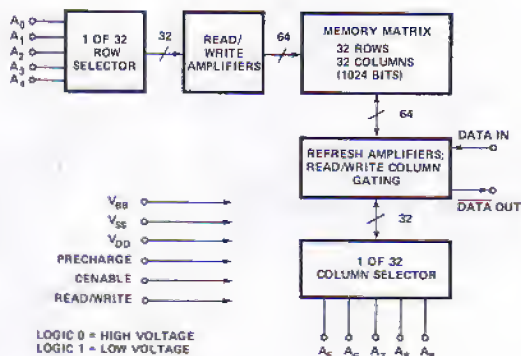 A0
A1
A2
A3
A4
1 OF 32
ROW
SELECTOR
32
READ/
WRITE
AMPLIFIERS
64
MEMORY MATRIX
32 ROWS
32 COLUMNS
(1024 BITS)
64
REFRESH AMPLIFIERS;
READ/WRITE COLUMN
GATING
DATA IN
DATA OUT
32
1 OF 32
COLUMN SELECTOR
VBB
VSS
VDD
PRECHARGE
CENABLE
READ/WRITE
LOGIC 0 = HIGH VOLTAGE
LOGIC 1 = LOW VOLTAGE